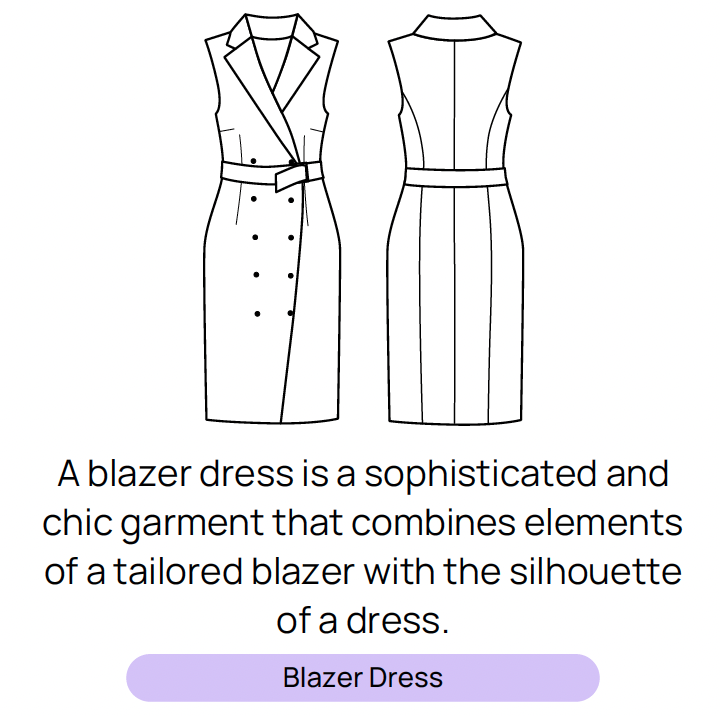 A blazer dress is a sophisticated and
chic garment that combines elements
of a tailored blazer with the silhouette
of a dress.
Blazer Dress